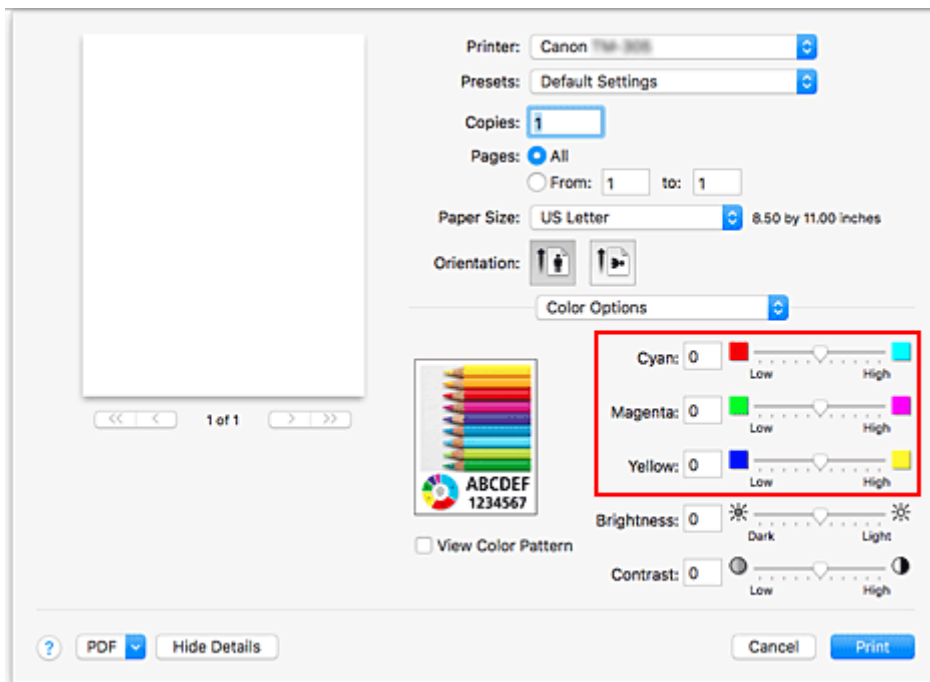 Printer: Canon
Presets: Default Settings
Copies: 1
Pages: All
From: 1 to: 1
Paper Size: US Letter 8.50 by 11.00 inches
Orientation:
Color Options
Cyan: 0
Low High
Magenta: 0
Low High
Yellow: 0
Low High
Brightness: 0
Dark Light
Contrast: 0
Low High
<< < 1 of 1 > >>
ABCDEF
1234567
View Color Pattern
? PDF Hide Details Cancel Print